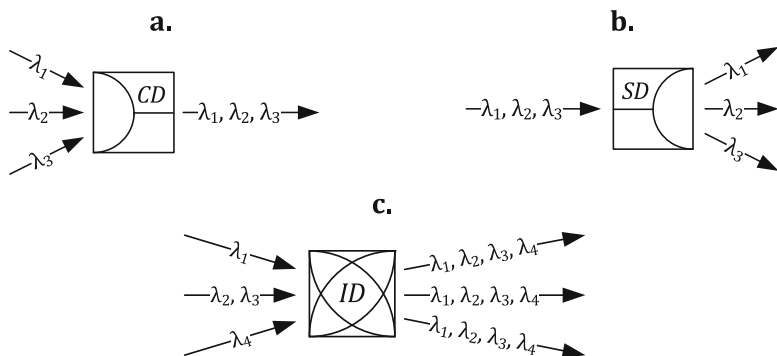 a.
λ1
λ2
λ3
CD
λ1, λ2, λ3
b.
λ1, λ2, λ3
SD
λ1
λ2
λ3
c.
λ1
λ2, λ3
λ4
ID
λ1, λ2, λ3, λ4
λ1, λ2, λ3, λ4
λ1, λ2, λ3, λ4